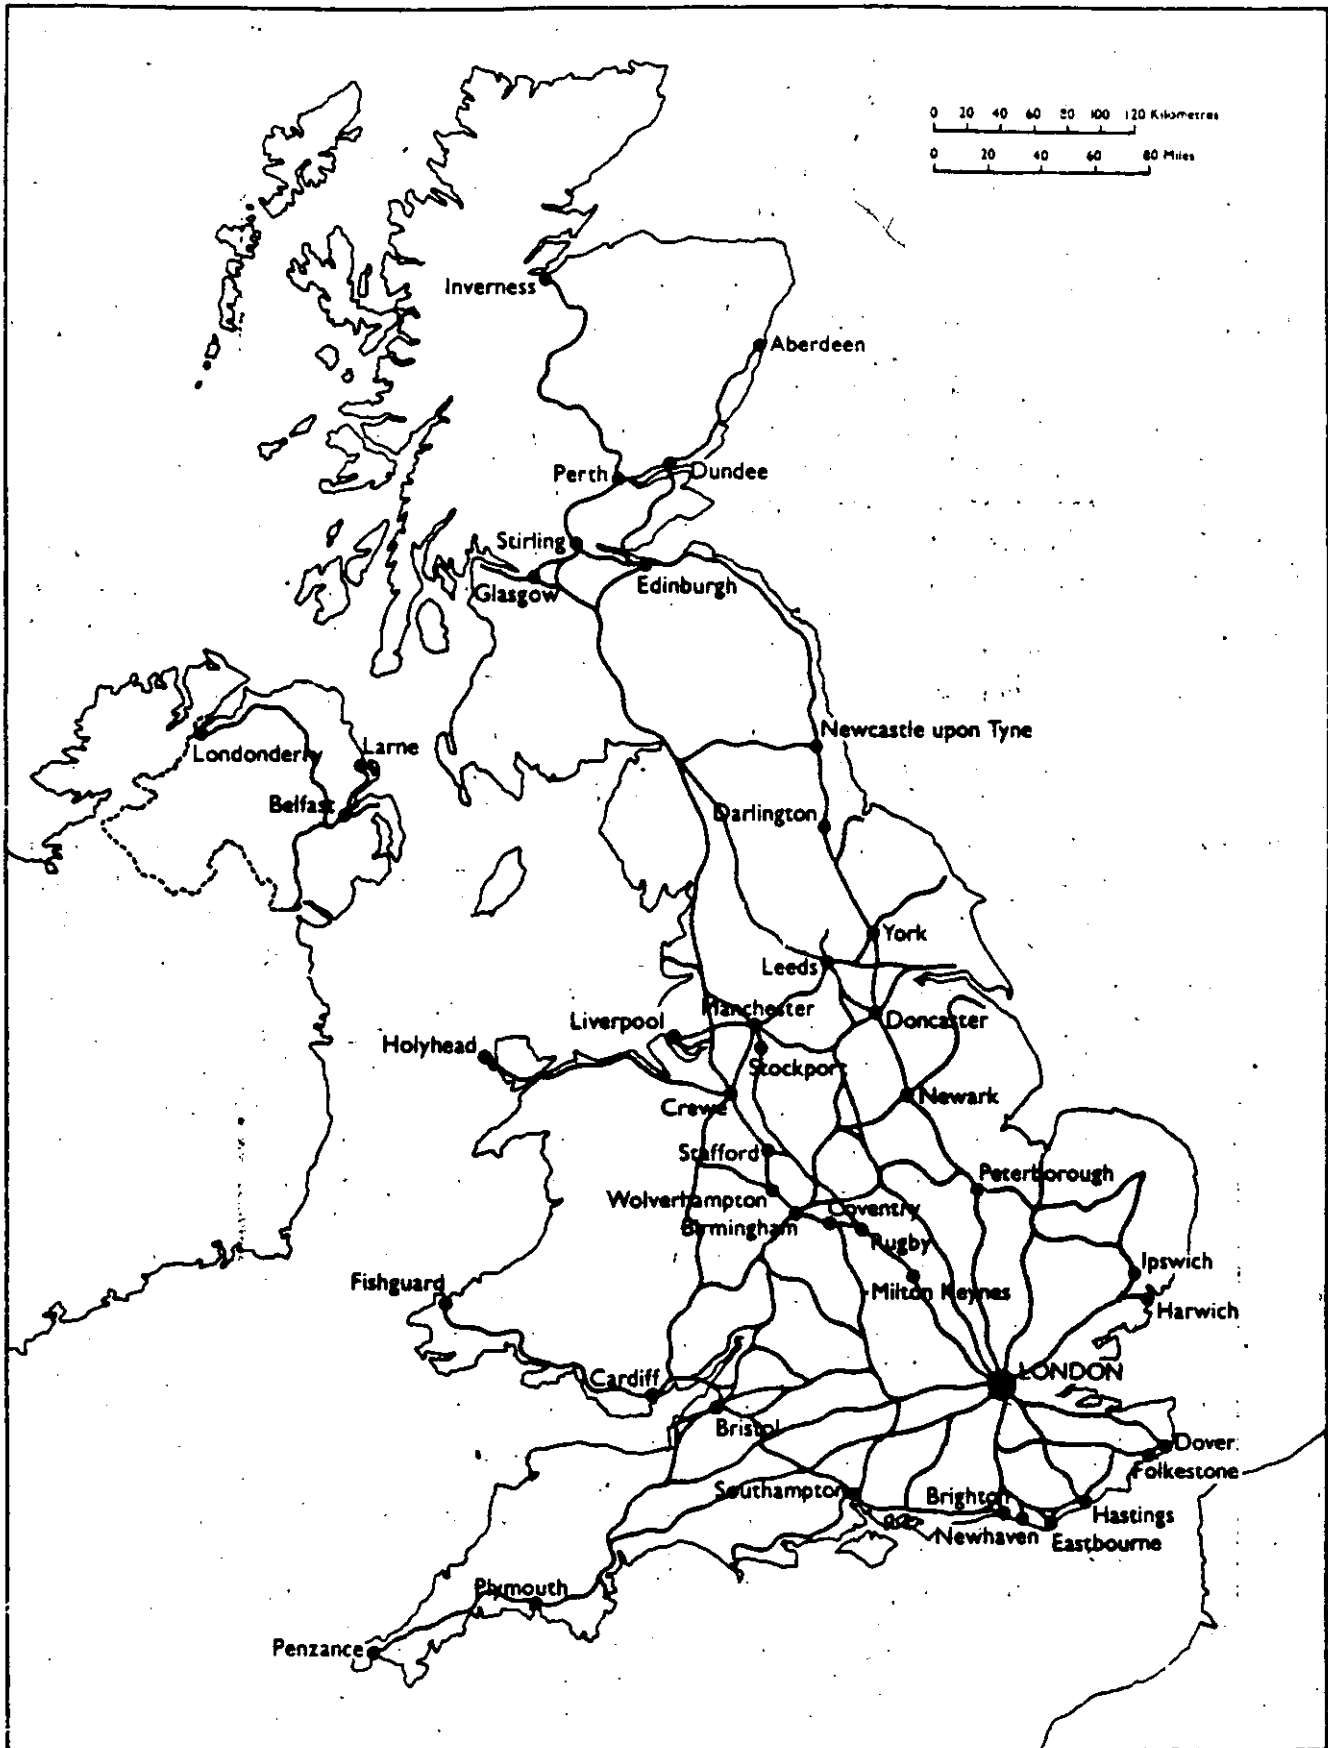 0 20 40 60 80 100 120 Kilometres
0 20 40 60 80 Miles
Inverness
Aberdeen
Perth
Dundee
Stirling
Glasgow
Edinburgh
Newcastle upon Tyne
Londonderry
Larne
Belfast
Darlington
York
Leeds
Manchester
Liverpool
Doncaster
Holyhead
Stockport
Crewe
Newark
Stafford
Peterborough
Wolverhampton
Coventry
Birmingham
Rugby
Ipswich
Fishguard
Milton Keynes
Harwich
LONDON
Cardiff
Bristol
Dover
Folkestone
Southampton
Brighton
Hastings
Newhaven
Eastbourne
Plymouth
Penzance